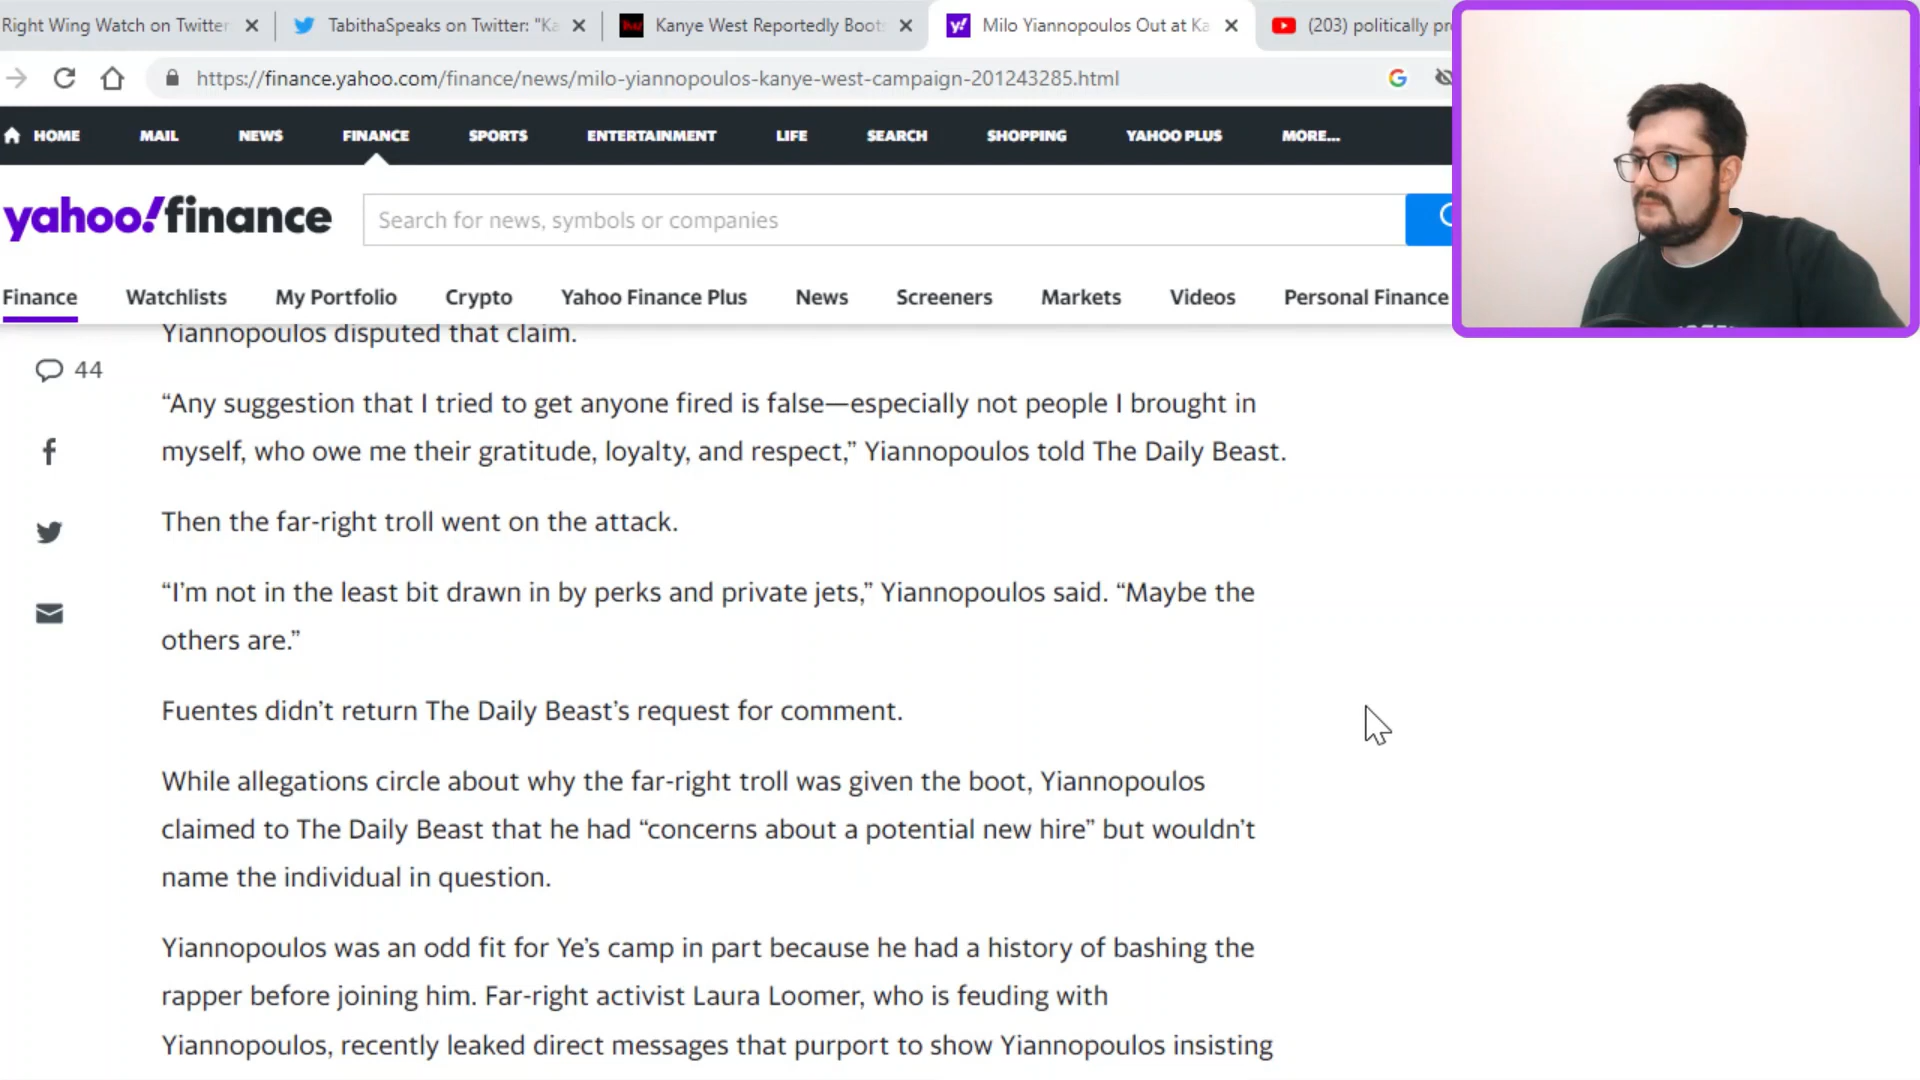 Right Wing Watch on Twitter
TabithaSpeaks on Twitter: "Ka
Kanye West Reportedly Boots
Milo Yiannopoulos Out at Ka
(203) politically pr
https://finance.yahoo.com/finance/news/milo-yiannopoulos-kanye-west-campaign-201243285.html
HOME MAIL NEWS FINANCE SPORTS ENTERTAINMENT LIFE SEARCH SHOPPING YAHOO PLUS MORE...
yahoo!finance
Search for news, symbols or companies
Finance Watchlists My Portfolio Crypto Yahoo Finance Plus News Screeners Markets Videos Personal Finance
Yiannopoulos disputed that claim.
44
“Any suggestion that I tried to get anyone fired is false—especially not people I brought in
myself, who owe me their gratitude, loyalty, and respect,” Yiannopoulos told The Daily Beast.
Then the far-right troll went on the attack.
“I’m not in the least bit drawn in by perks and private jets,” Yiannopoulos said. “Maybe the
others are.”
Fuentes didn’t return The Daily Beast’s request for comment.
While allegations circle about why the far-right troll was given the boot, Yiannopoulos
claimed to The Daily Beast that he had “concerns about a potential new hire” but wouldn’t
name the individual in question.
Yiannopoulos was an odd fit for Ye’s camp in part because he had a history of bashing the
rapper before joining him. Far-right activist Laura Loomer, who is feuding with
Yiannopoulos, recently leaked direct messages that purport to show Yiannopoulos insisting